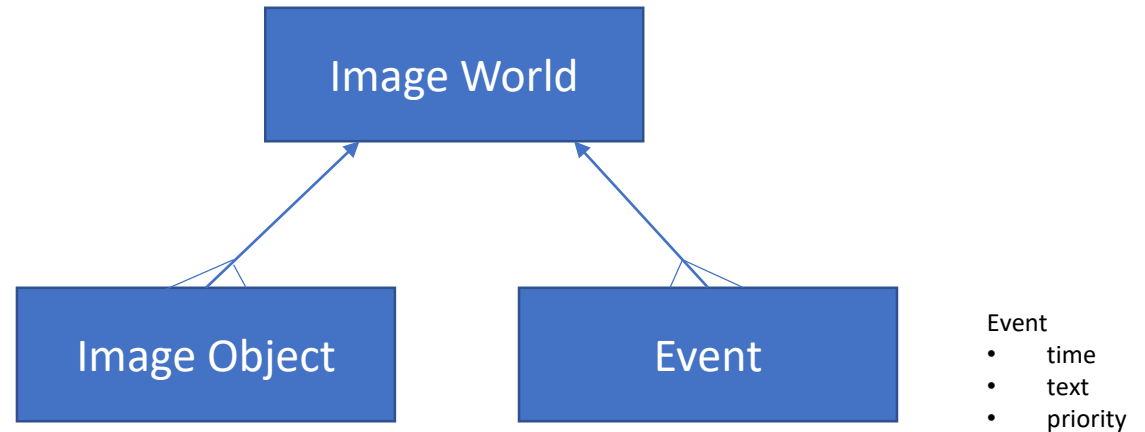 Image World
Image Object
Event
Event
• time
• text
• priority